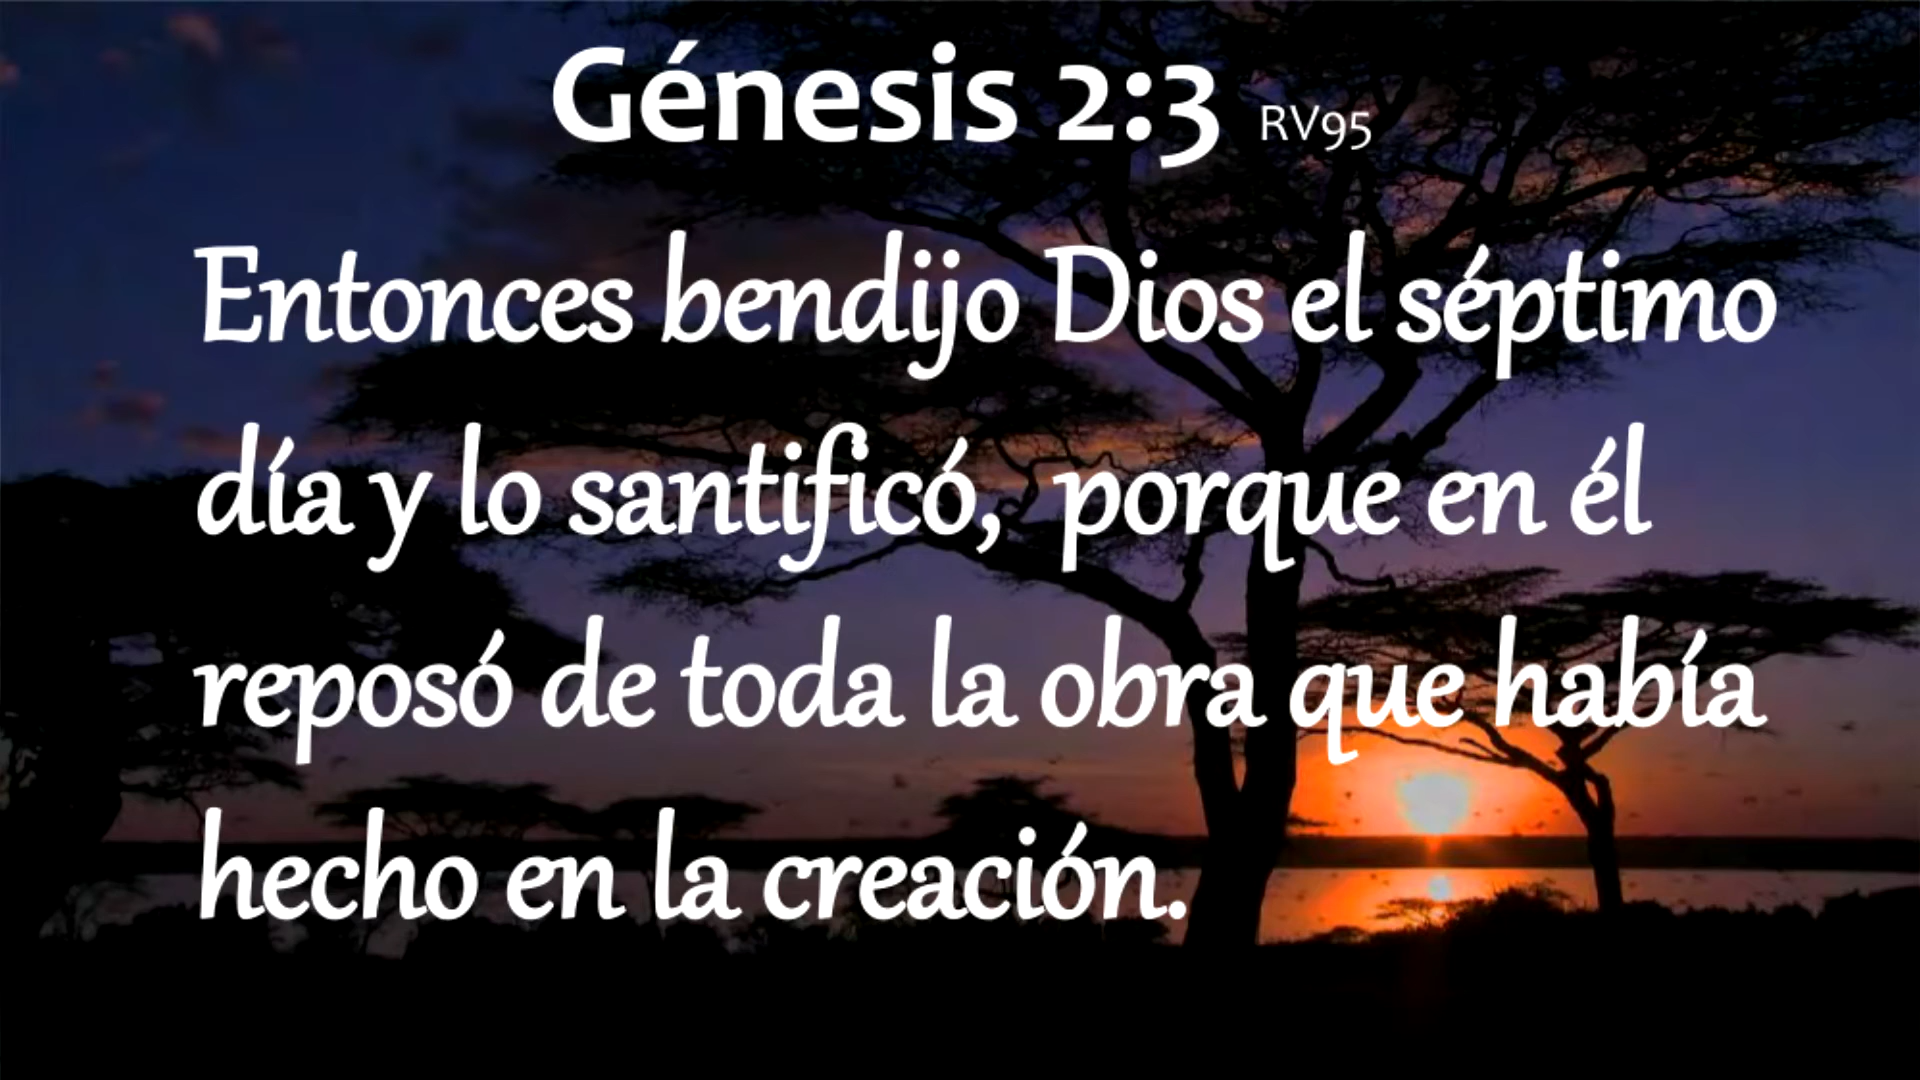 Génesis 2:3 RV95
Entonces bendijo Dios el séptimo
día y lo santificó, porque en él
reposó de toda la obra que había
hecho en la creación.